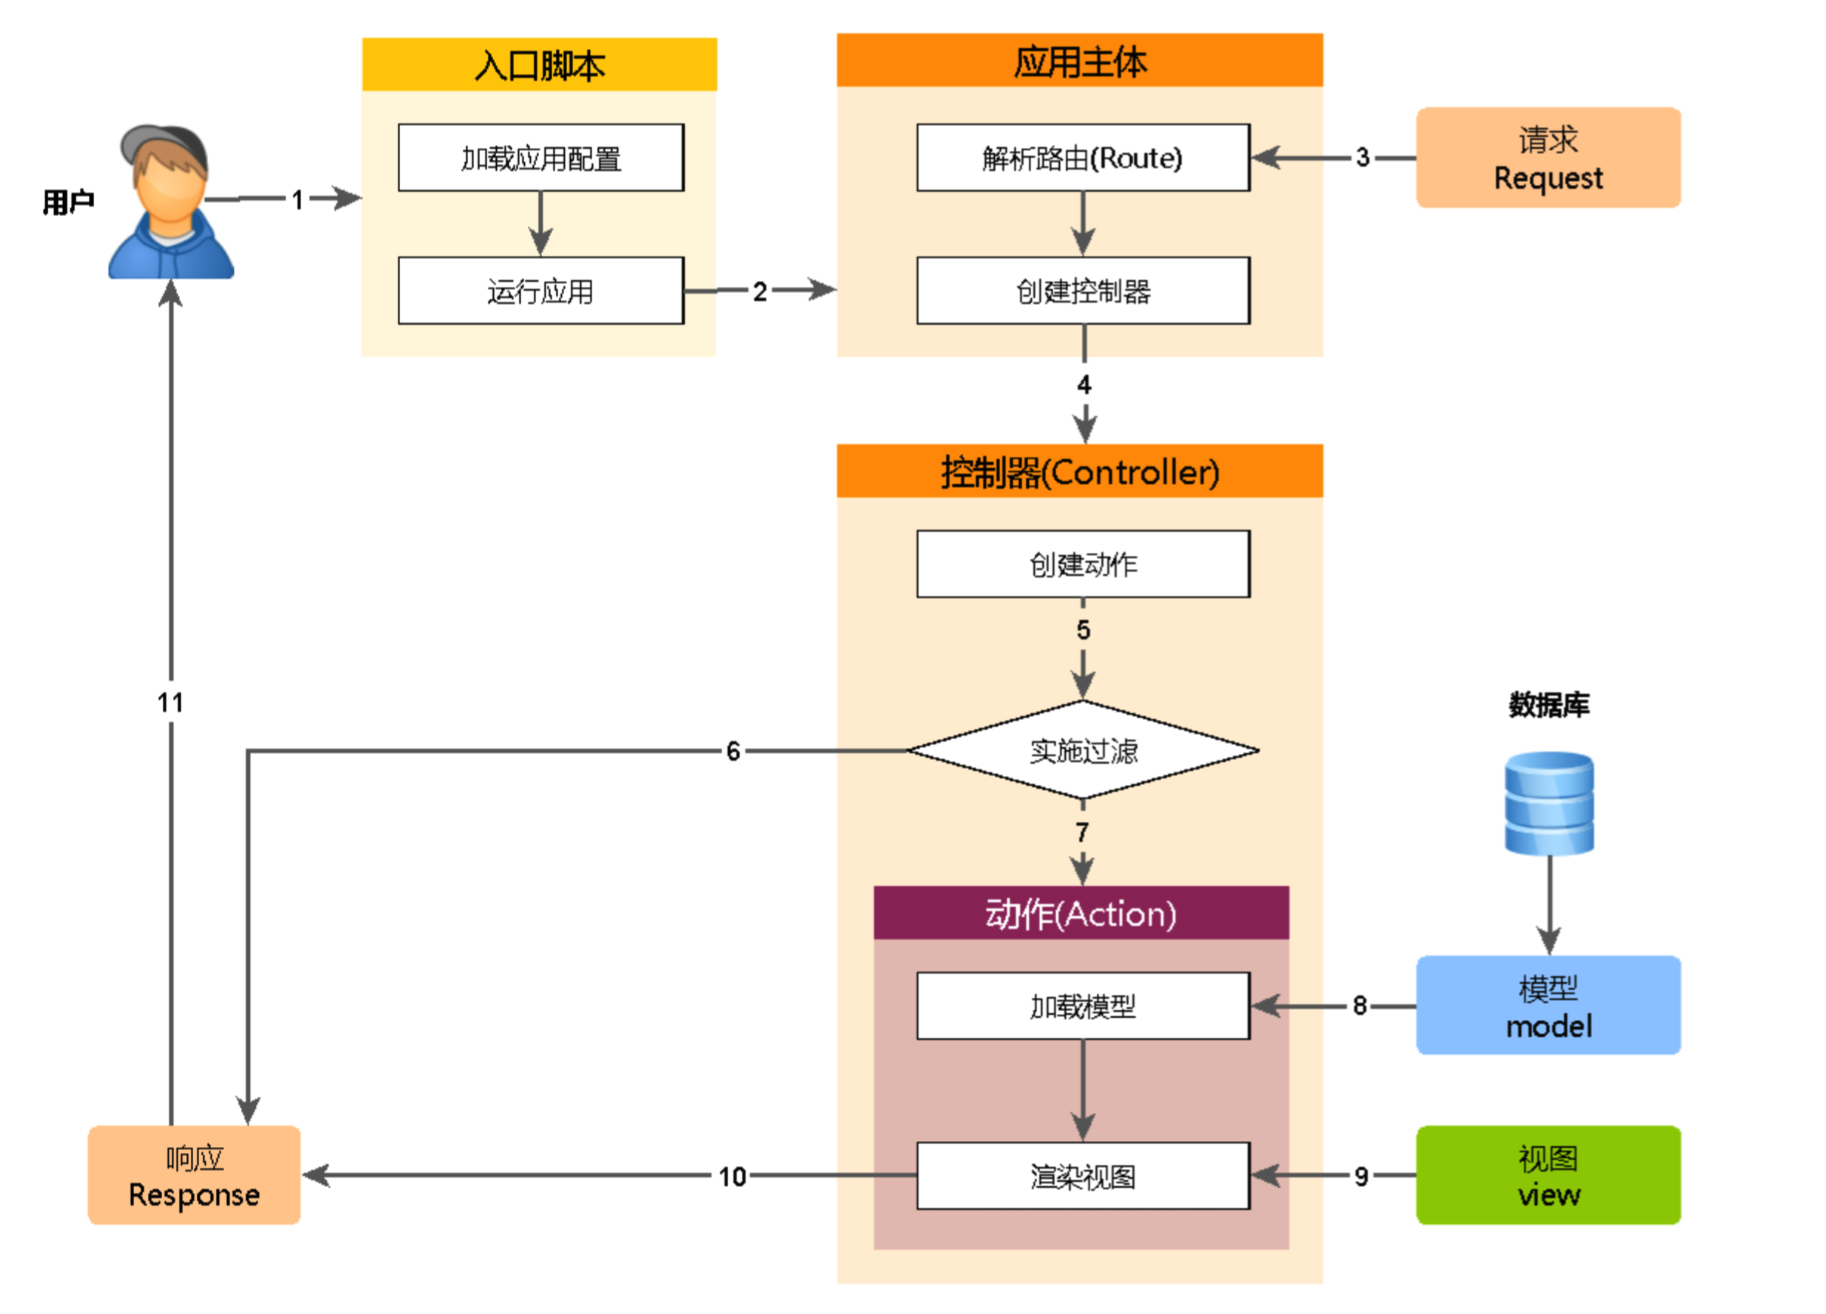 入口脚本
应用主体
加载应用配置
解析路由(Route)
3
请求
Request
用户
1
运行应用
2
创建控制器
4
控制器(Controller)
创建动作
5
11
数据库
6
实施过滤
7
动作(Action)
加载模型
8
模型
model
响应
Response
10
渲染视图
9
视图
view